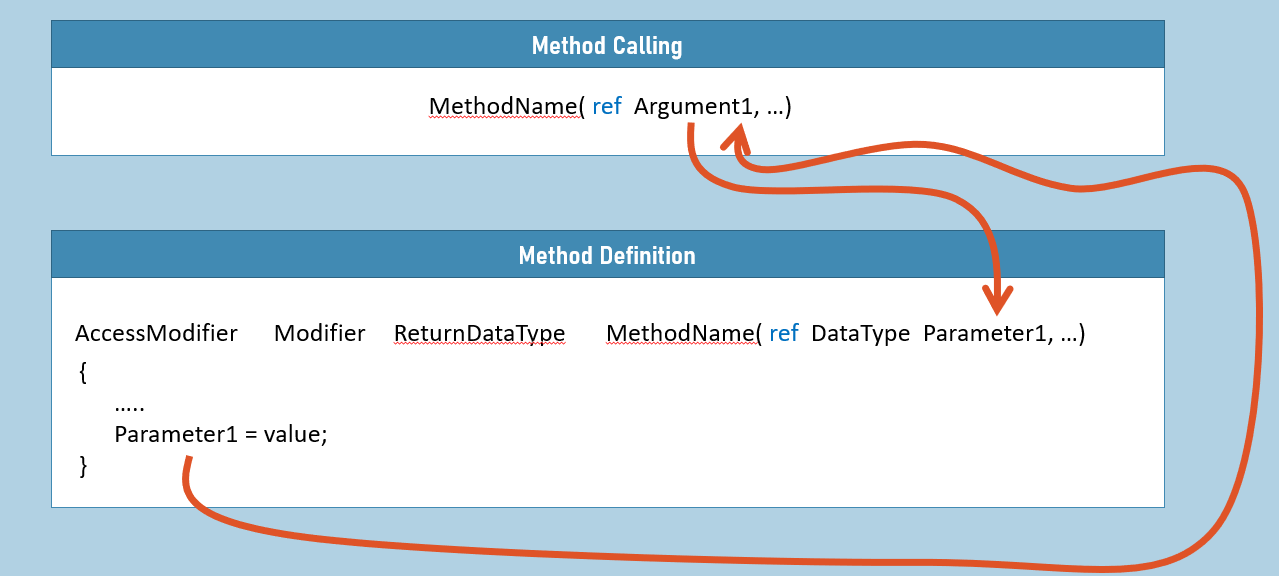 Method Calling
MethodName( ref Argument1, …)
Method Definition
AccessModifier Modifier ReturnDataType MethodName( ref DataType Parameter1, …)
{
…..
Parameter1 = value;
}